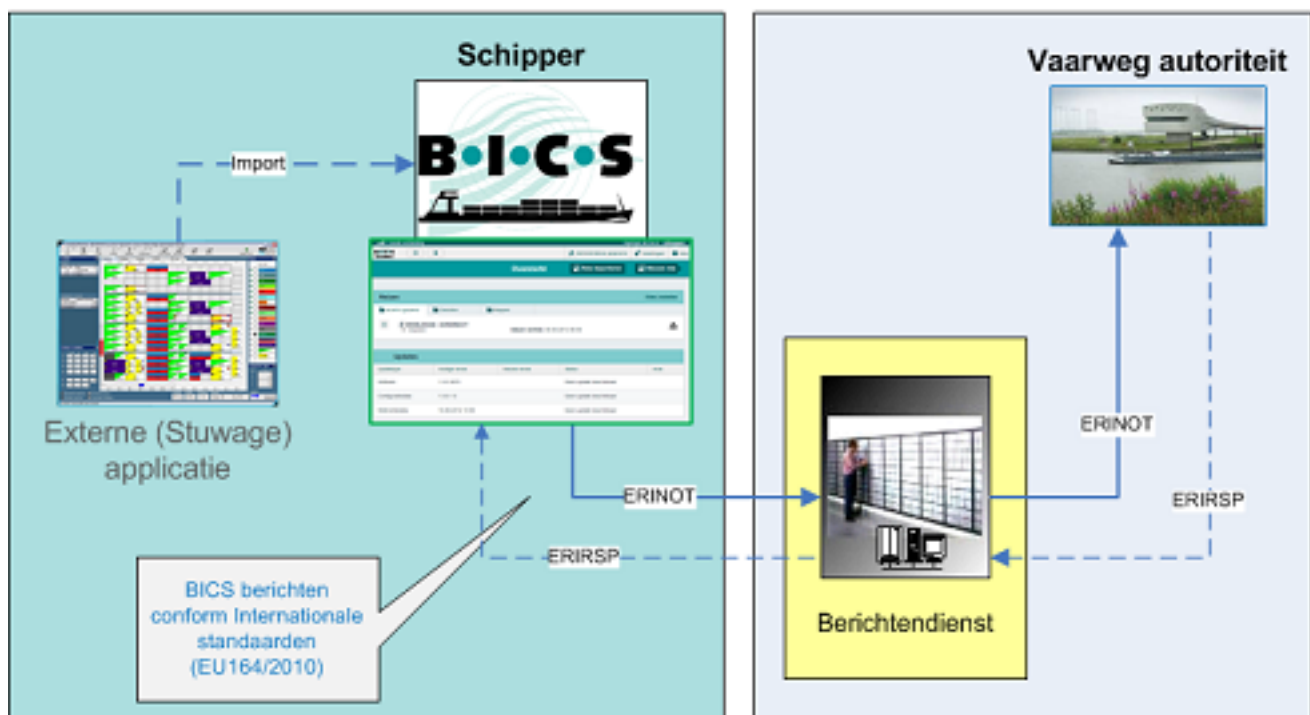 Schipper
Vaarweg autoriteit
B•I•C•S
Import
Externe (Stuwage)
applicatie
ERINOT
ERIRSP
ERINOT
ERIRSP
BICS berichten
conform Internationale
standaarden
(EU164/2010)
Berichtendienst